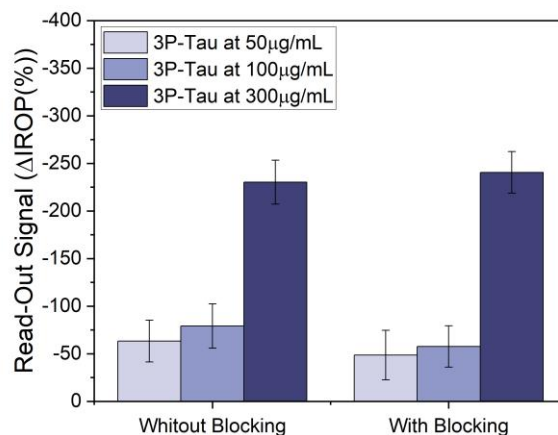 Read-Out Signal (ΔIROP(%))
-400
-350
-300
-250
-200
-150
-100
-50
0
3P-Tau at 50μg/mL
3P-Tau at 100μg/mL
3P-Tau at 300μg/mL
Whitout Blocking
With Blocking